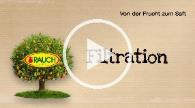 Von der Frucht zum Saft
RAUCH
Filtration